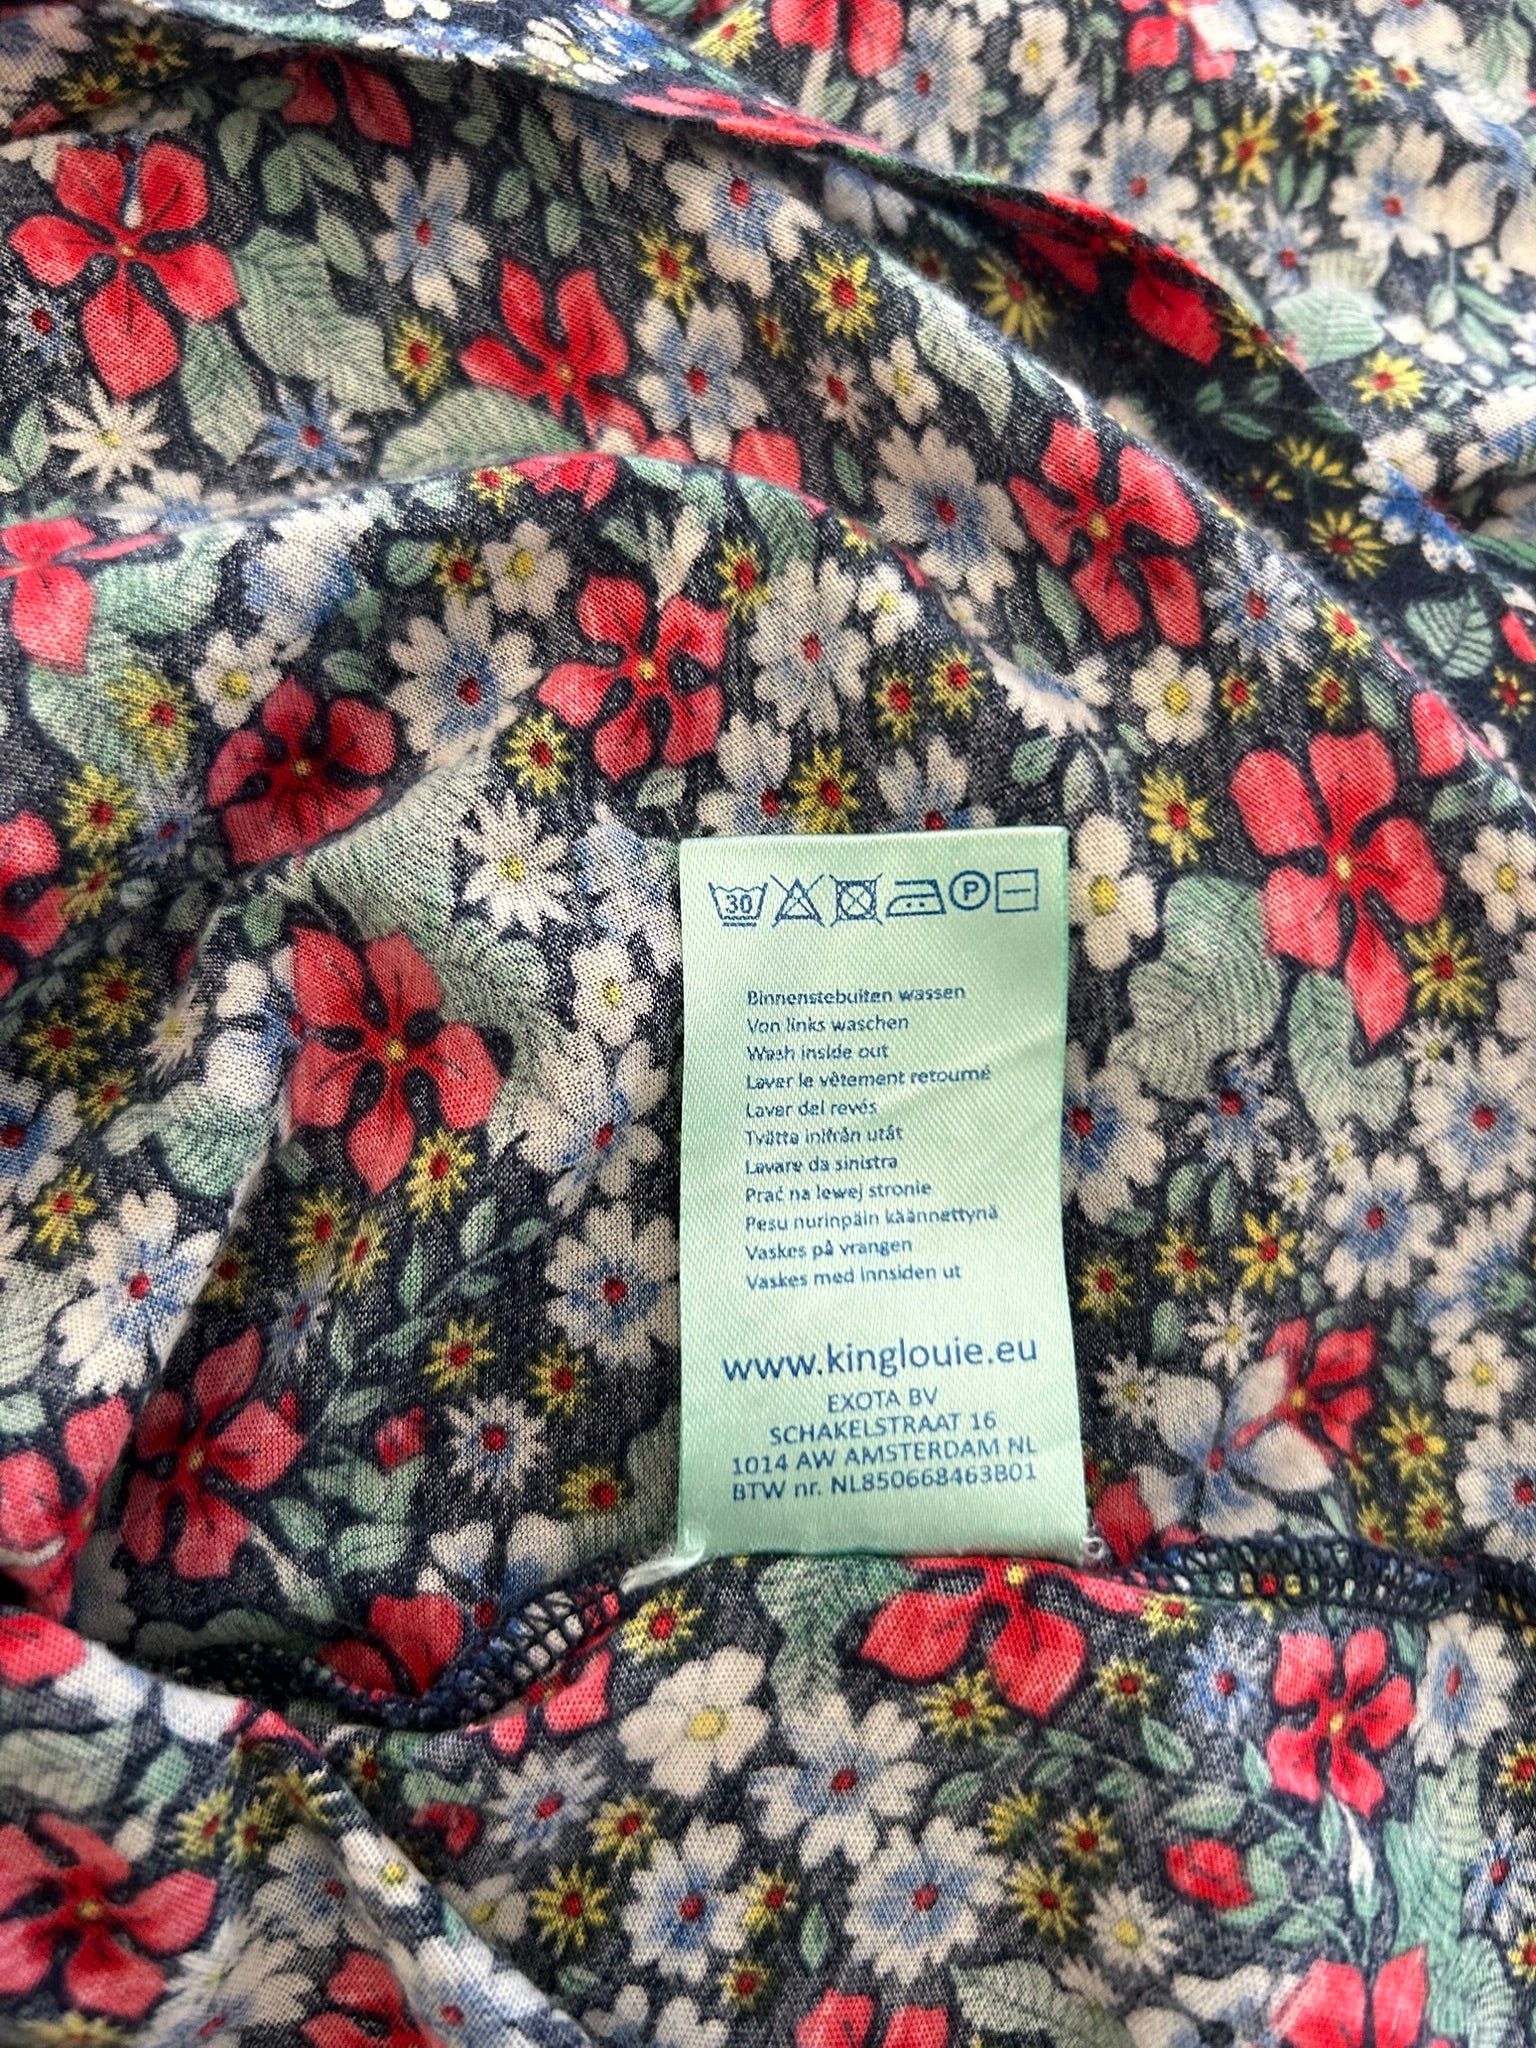 30 P
Binnenstebuiten wassen
Von links waschen
Wash inside out
Laver le vêtement retourné
Lavar del revés
Tvätta inifrån utåt
Lavare da sinistra
Prać na lewej stronie
Pesu nurinpäin käännettynä
Vaskes på vrangen
Vaskes med innsiden ut
www.kinglouie.eu
EXOTA BV
SCHAKELSTRAAT 16
1014 AW AMSTERDAM NL
BTW nr. NL850668463B01